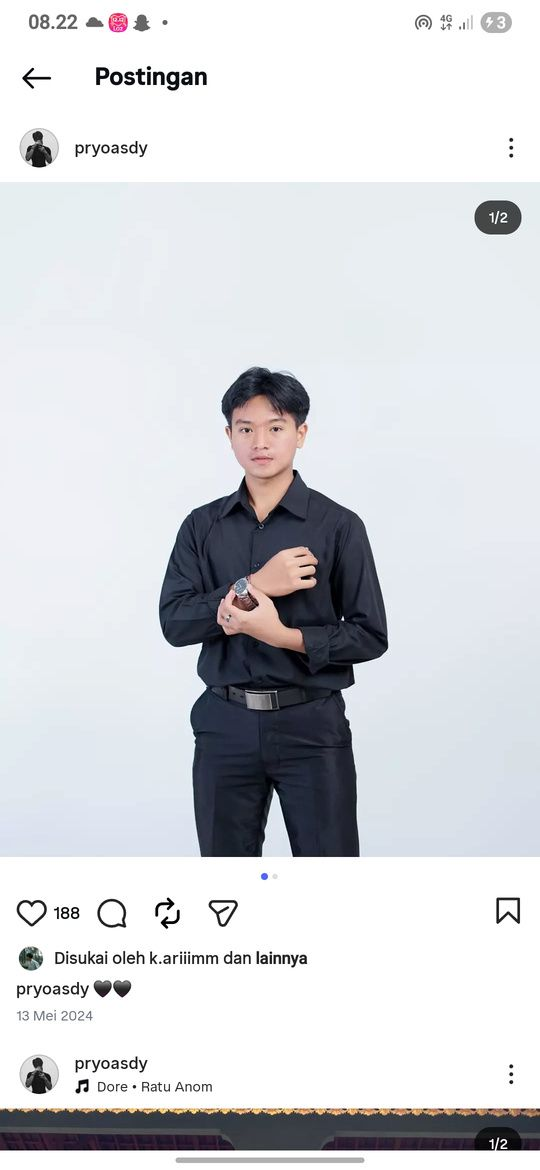 08.22
4G
3
Postingan
pryoasdy
1/2
188
Disukai oleh k.ariiimm dan lainnya
pryoasdy 🖤🖤
13 Mei 2024
pryoasdy
Dore • Ratu Anom
1/2